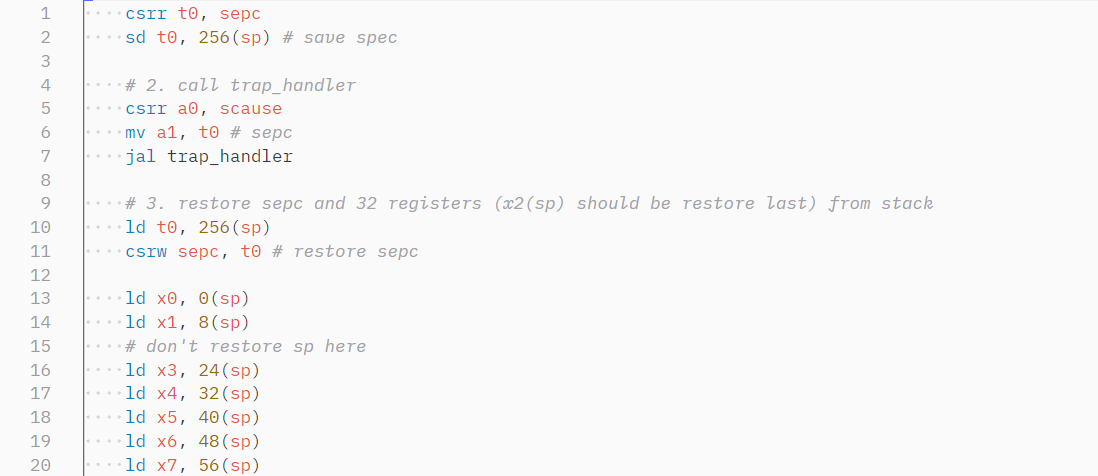 1 csrr t0, sepc
2 sd t0, 256(sp) # save spec
3
4 # 2. call trap_handler
5 csrr a0, scause
6 mv a1, t0 # sepc
7 jal trap_handler
8
9 # 3. restore sepc and 32 registers (x2(sp) should be restore last) from stack
10 ld t0, 256(sp)
11 csrw sepc, t0 # restore sepc
12
13 ld x0, 0(sp)
14 ld x1, 8(sp)
15 # don't restore sp here
16 ld x3, 24(sp)
17 ld x4, 32(sp)
18 ld x5, 40(sp)
19 ld x6, 48(sp)
20 ld x7, 56(sp)